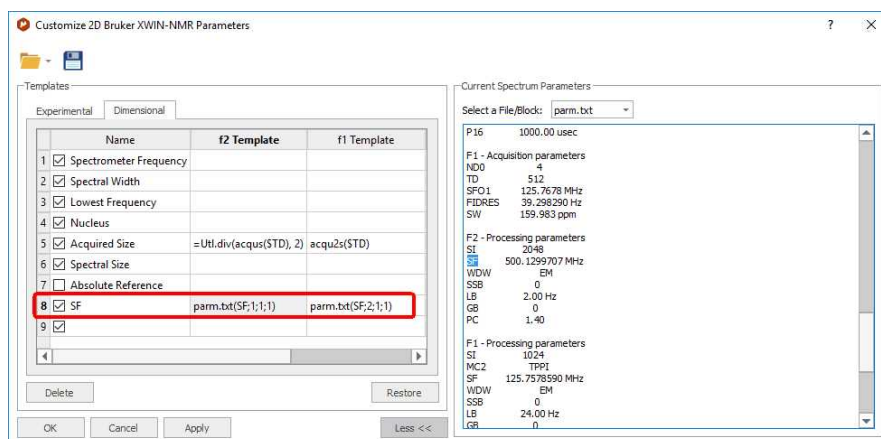 Customize 2D Bruker XWIN-NMR Parameters ? X
Templates
Experimental Dimensional
Name f2 Template f1 Template
1 Spectrometer Frequency
2 Spectral Width
3 Lowest Frequency
4 Nucleus
5 Acquired Size =Utl.div(acqus($TD), 2) acqu2s($TD)
6 Spectral Size
7 Absolute Reference
8 SF parm.txt(SF;1;1;1) parm.txt(SF;2;1;1)
9
Delete Restore
OK Cancel Apply Less <<
Current Spectrum Parameters
Select a File/Block: parm.txt
P16 1000.00 usec
F1 - Acquisition parameters
ND0 4
TD 512
SFO1 125.7678 MHz
FIDRES 39.298290 Hz
SW 159.983 ppm
F2 - Processing parameters
SI 2048
SF 500.1299707 MHz
WDW EM
SSB 0
LB 2.00 Hz
GB 0
PC 1.40
F1 - Processing parameters
SI 1024
MC2 TPPI
SF 125.7578590 MHz
WDW EM
SSB 0
LB 24.00 Hz
GB 0